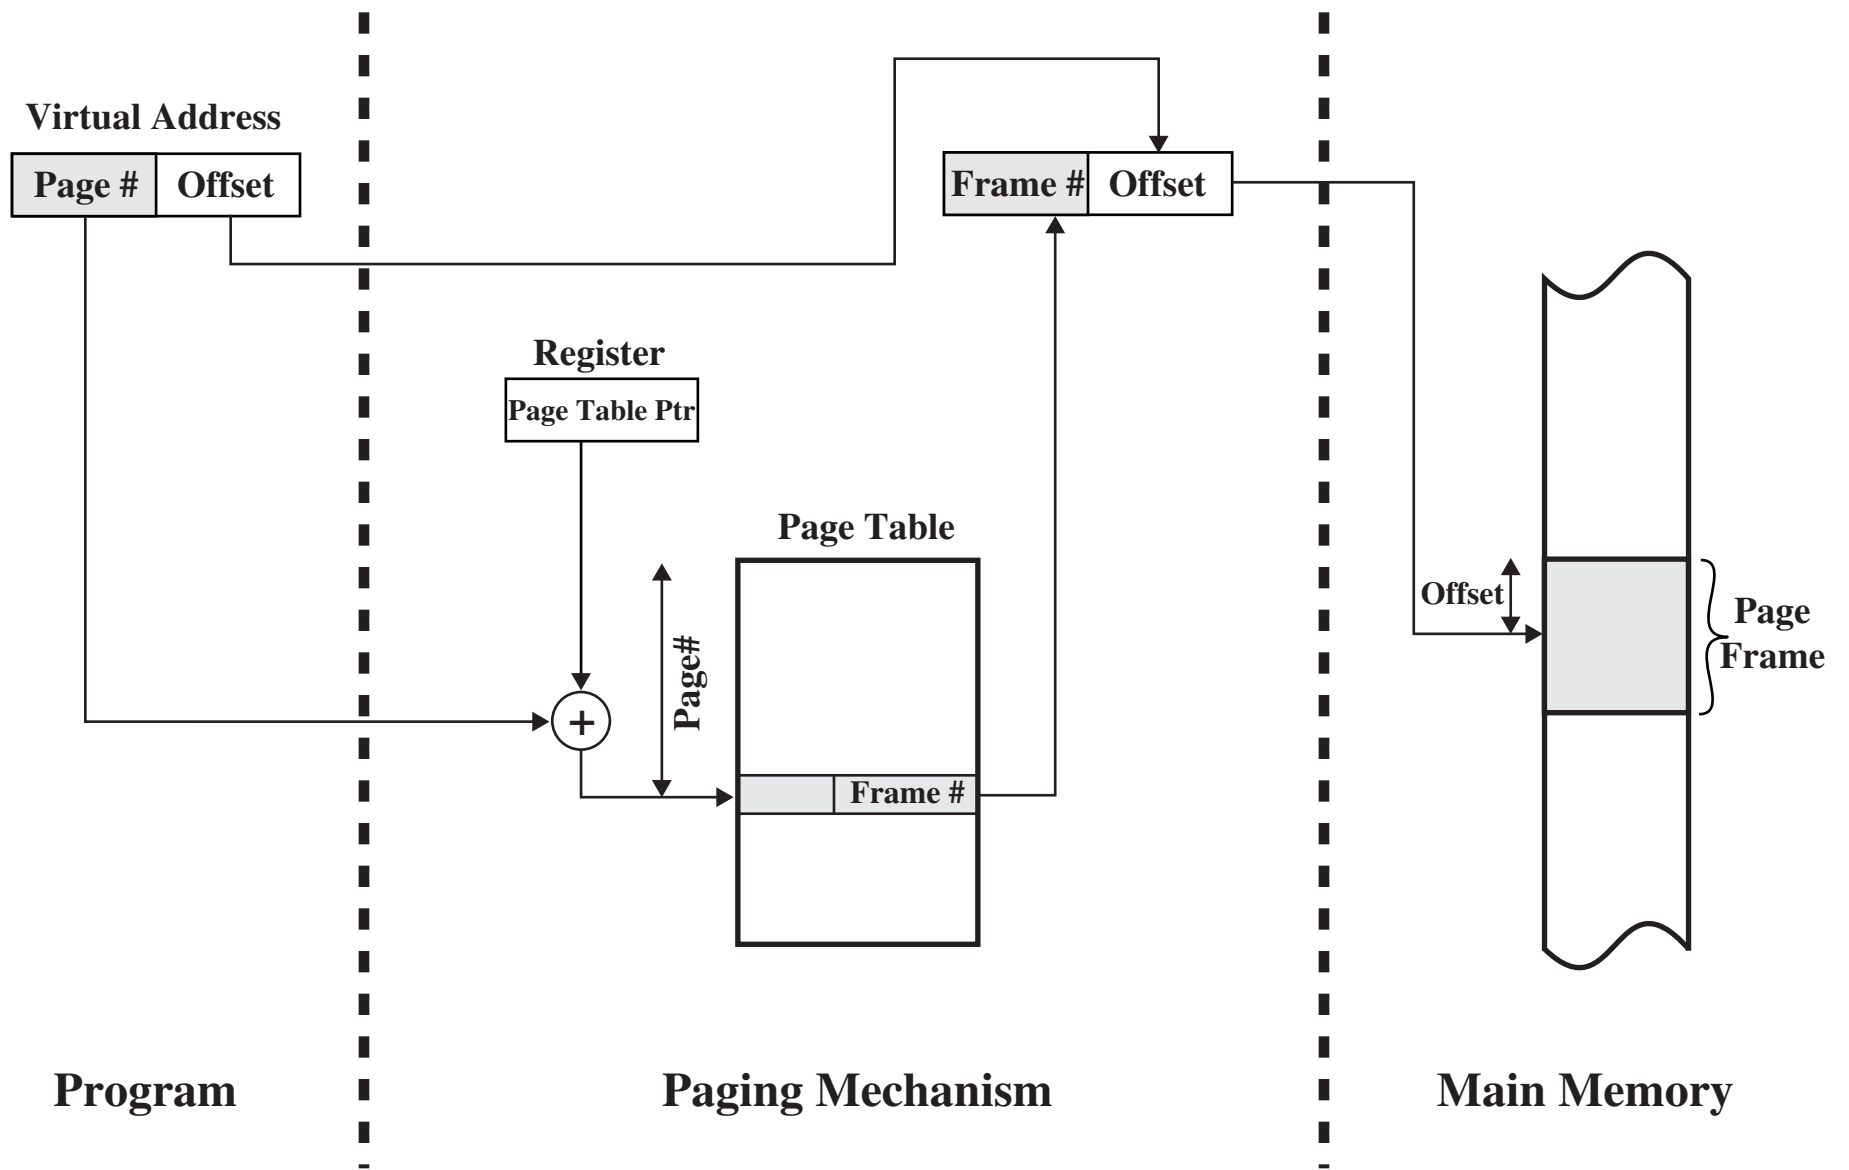 Virtual Address
Page # Offset
Frame # Offset
Register
Page Table Ptr
Page Table
Page#
+
Frame #
Offset
Page
Frame
Program
Paging Mechanism
Main Memory